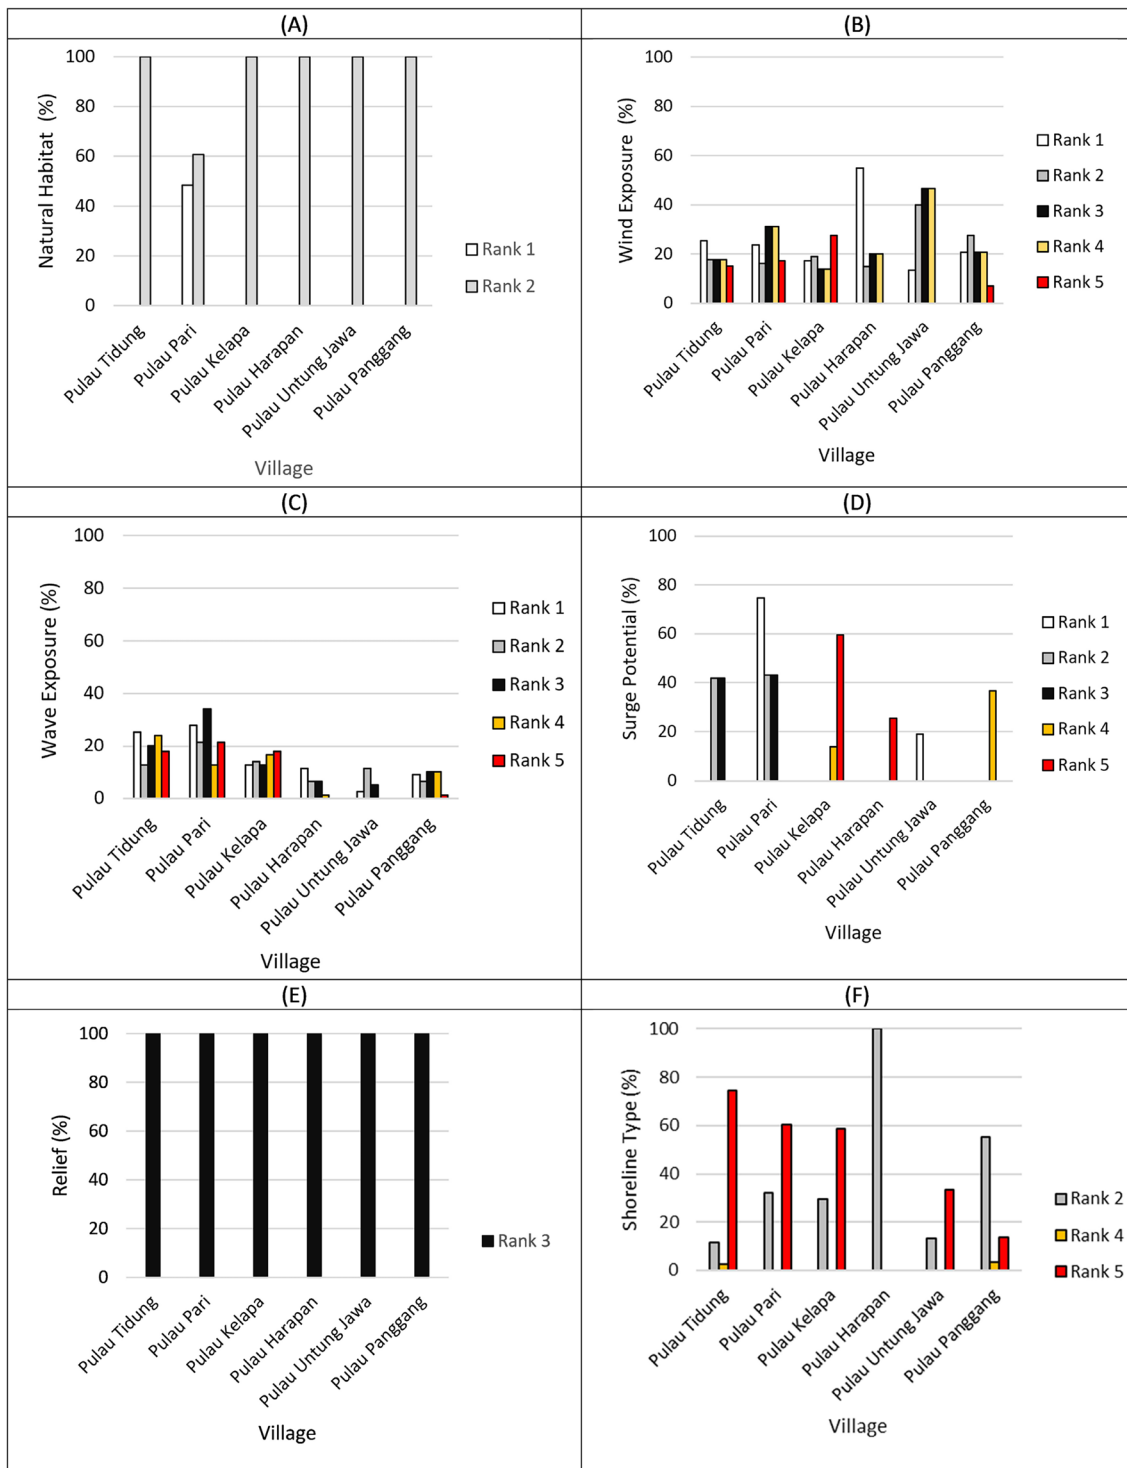 (A)
Natural Habitat (%)
100
80
60
40
20
0
Pulau Tidung
Pulau Pari
Pulau Kelapa
Pulau Harapan
Pulau Untung Jawa
Pulau Panggang
Village
Rank 1
Rank 2
(B)
Wind Exposure (%)
100
80
60
40
20
0
Pulau Tidung
Pulau Pari
Pulau Kelapa
Pulau Harapan
Pulau Untung Jawa
Pulau Panggang
Village
Rank 1
Rank 2
Rank 3
Rank 4
Rank 5
(C)
Wave Exposure (%)
100
80
60
40
20
0
Pulau Tidung
Pulau Pari
Pulau Kelapa
Pulau Harapan
Pulau Untung Jawa
Pulau Panggang
Village
Rank 1
Rank 2
Rank 3
Rank 4
Rank 5
(D)
Surge Potential (%)
100
80
60
40
20
0
Pulau Tidung
Pulau Pari
Pulau Kelapa
Pulau Harapan
Pulau Untung Jawa
Pulau Panggang
Village
Rank 1
Rank 2
Rank 3
Rank 4
Rank 5
(E)
Relief (%)
100
80
60
40
20
0
Pulau Tidung
Pulau Pari
Pulau Kelapa
Pulau Harapan
Pulau Untung Jawa
Pulau Panggang
Village
Rank 3
(F)
Shoreline Type (%)
100
80
60
40
20
0
Pulau Tidung
Pulau Pari
Pulau Kelapa
Pulau Harapan
Pulau Untung Jawa
Pulau Panggang
Village
Rank 2
Rank 4
Rank 5